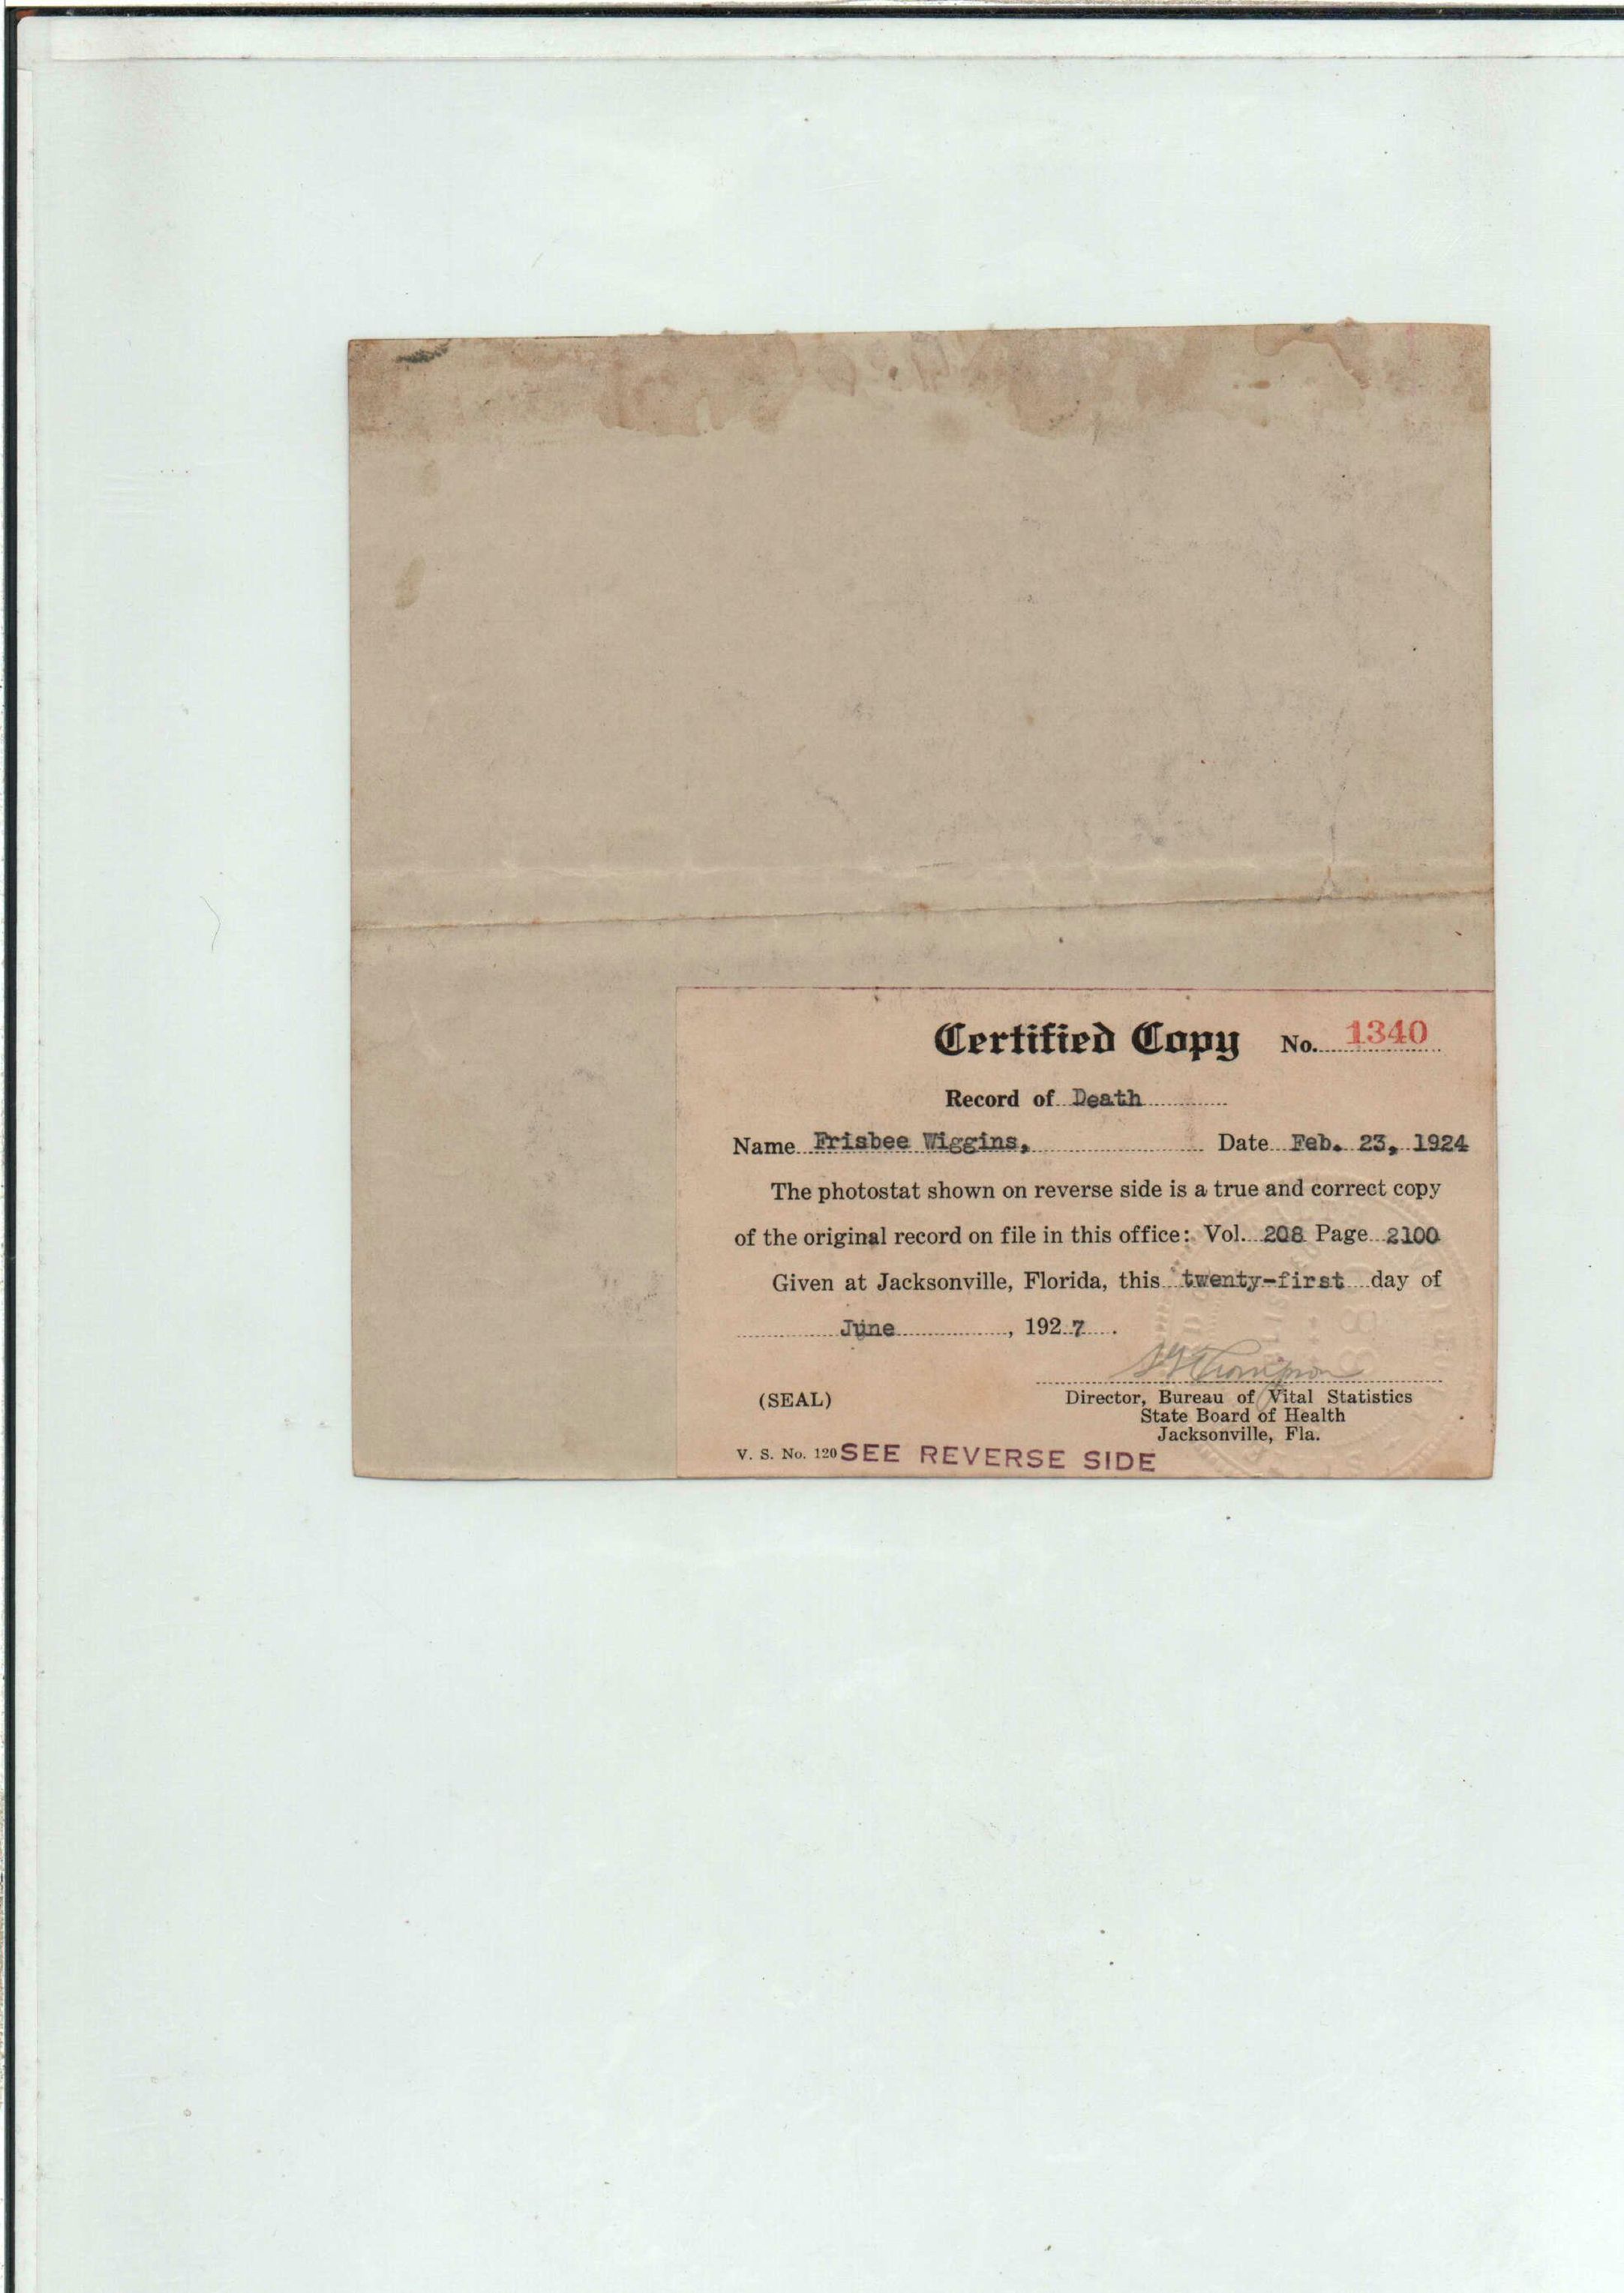 Certified Copy No. 1340
Record of Death
Name Frisbee Wiggins, Date Feb. 23, 1924
The photostat shown on reverse side is a true and correct copy
of the original record on file in this office: Vol. 208 Page 2100
Given at Jacksonville, Florida, this twenty-first day of
June, 1927.
Thompson
(SEAL)
Director, Bureau of Vital Statistics
State Board of Health
Jacksonville, Fla.
V. S. No. 120 SEE REVERSE SIDE